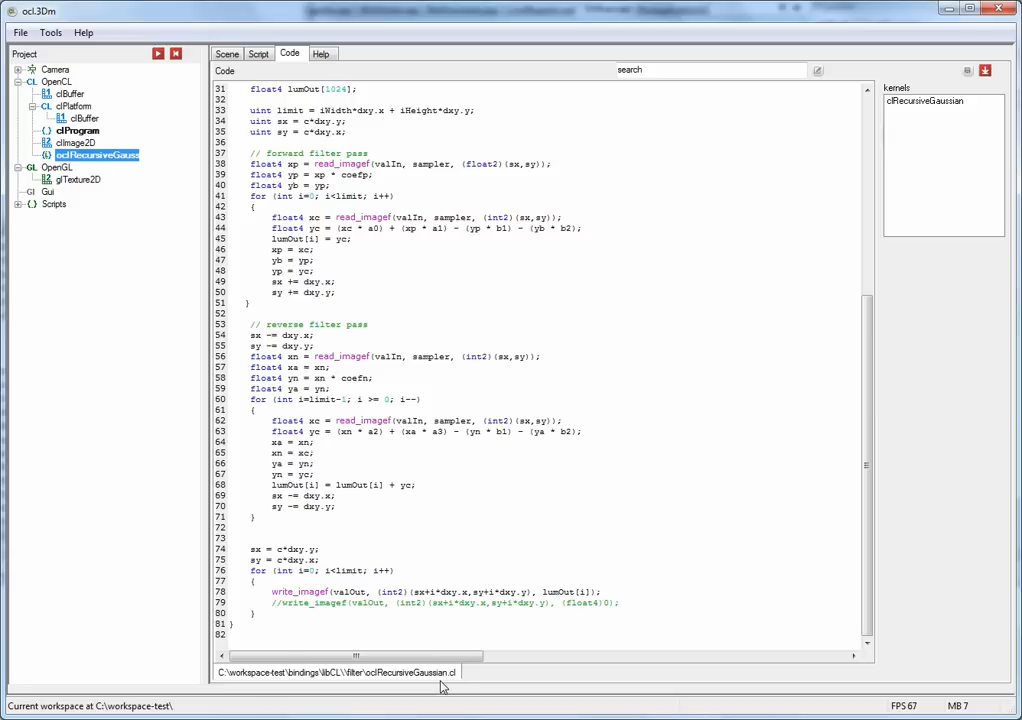 ocl.3Dm
File Tools Help
Project
Scene Script Code Help
Camera
OpenCL
clBuffer
clPlatform
clBuffer
clProgram
clImage2D
oclRecursiveGauss
OpenGL
glTexture2D
Gui
Scripts
Code
search
31 float4 lumOut[1024];
32
33 uint limit = iWidth*dxy.x + iHeight*dxy.y;
34 uint sx = c*dxy.y;
35 uint sy = c*dxy.x;
36
37 // forward filter pass
38 float4 xp = read_imagef(valIn, sampler, (float2)(sx,sy));
39 float4 yp = xp * coefp;
40 float4 yb = yp;
41 for (int i=0; i<limit; i++)
42 {
43 float4 xc = read_imagef(valIn, sampler, (int2)(sx,sy));
44 float4 yc = (xc * a0) + (xp * a1) - (yp * b1) - (yb * b2);
45 lumOut[i] = yc;
46 xp = xc;
47 yb = yp;
48 yp = yc;
49 sx += dxy.x;
50 sy += dxy.y;
51 }
52
53 // reverse filter pass
54 sx -= dxy.x;
55 sy -= dxy.y;
56 float4 xn = read_imagef(valIn, sampler, (int2)(sx,sy));
57 float4 xa = xn;
58 float4 yn = xn * coefn;
59 float4 ya = yn;
60 for (int i=limit-1; i >= 0; i--)
61 {
62 float4 xc = read_imagef(valIn, sampler, (int2)(sx,sy));
63 float4 yc = (xn * a2) + (xa * a3) - (yn * b1) - (ya * b2);
64 xa = xn;
65 xn = xc;
66 ya = yn;
67 yn = yc;
68 lumOut[i] = lumOut[i] + yc;
69 sx -= dxy.x;
70 sy -= dxy.y;
71 }
72
73
74 sx = c*dxy.y;
75 sy = c*dxy.x;
76 for (int i=0; i<limit; i++)
77 {
78 write_imagef(valOut, (int2)(sx+i*dxy.x,sy+i*dxy.y), lumOut[i]);
79 //write_imagef(valOut, (int2)(sx+i*dxy.x,sy+i*dxy.y), (float4)0);
80 }
81 }
82
kernels
clRecursiveGaussian
C:\workspace-test\bindings\libCL\\filter\oclRecursiveGaussian.cl
Current workspace at C:\workspace-test\
FPS 67 MB 7